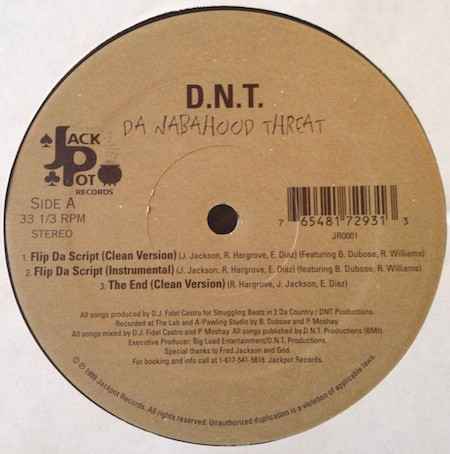 D.N.T.
DA NABAHOOD THREAT
JACK
POT
RECORDS
SIDE A
33 1/3 RPM
STEREO
7 65481 72931 3
JR0001
1. Flip Da Script (Clean Version) (J. Jackson, R. Hargrove, E. Diaz) (featuring B. Dubose, R. Williams)
2. Flip Da Script (Instrumental) (J. Jackson, R. Hargrove, E. Diaz) (featuring B. Dubose, R. Williams)
3. The End (Clean Version) (R. Hargrove, J. Jackson, E. Diaz)
All songs produced by D.J. Fidel Castro for Smuggling Beatz in 2 Da Country / DNT Productions.
Recorded at The Lab and A-Pawling Studio by B. Dubose and P. Moshay.
All songs mixed by D.J. Fidel Castro and P. Moshay. All songs published by D.N.T. Productions (BMI).
Executive Producer: Big Load Entertainment/D.N.T. Productions.
Special thanks to Fred Jackson and God.
For booking and info call at 1-617-541-5818. Jackpot Records.
© ℗ 1998 Jackpot Records. All rights reserved. Unauthorized duplication is a violation of applicable laws.